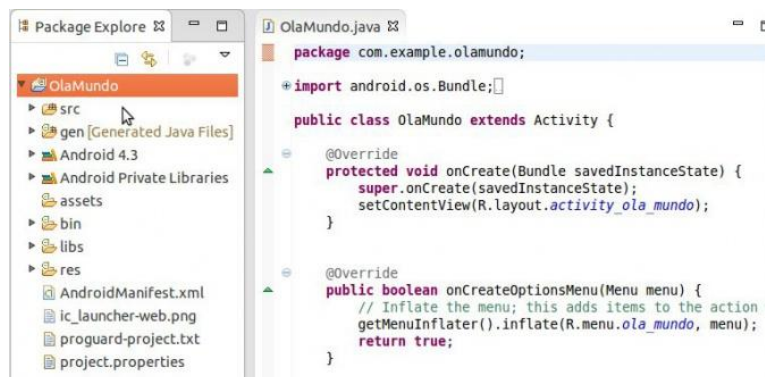 Package Explore
OlaMundo
src
gen [Generated Java Files]
Android 4.3
Android Private Libraries
assets
bin
libs
res
AndroidManifest.xml
ic_launcher-web.png
proguard-project.txt
project.properties
OlaMundo.java
package com.example.olamundo;
import android.os.Bundle;
public class OlaMundo extends Activity {
@Override
protected void onCreate(Bundle savedInstanceState) {
super.onCreate(savedInstanceState);
setContentView(R.layout.activity_ola_mundo);
}
@Override
public boolean onCreateOptionsMenu(Menu menu) {
// Inflate the menu; this adds items to the action
getMenuInflater().inflate(R.menu.ola_mundo, menu);
return true;
}